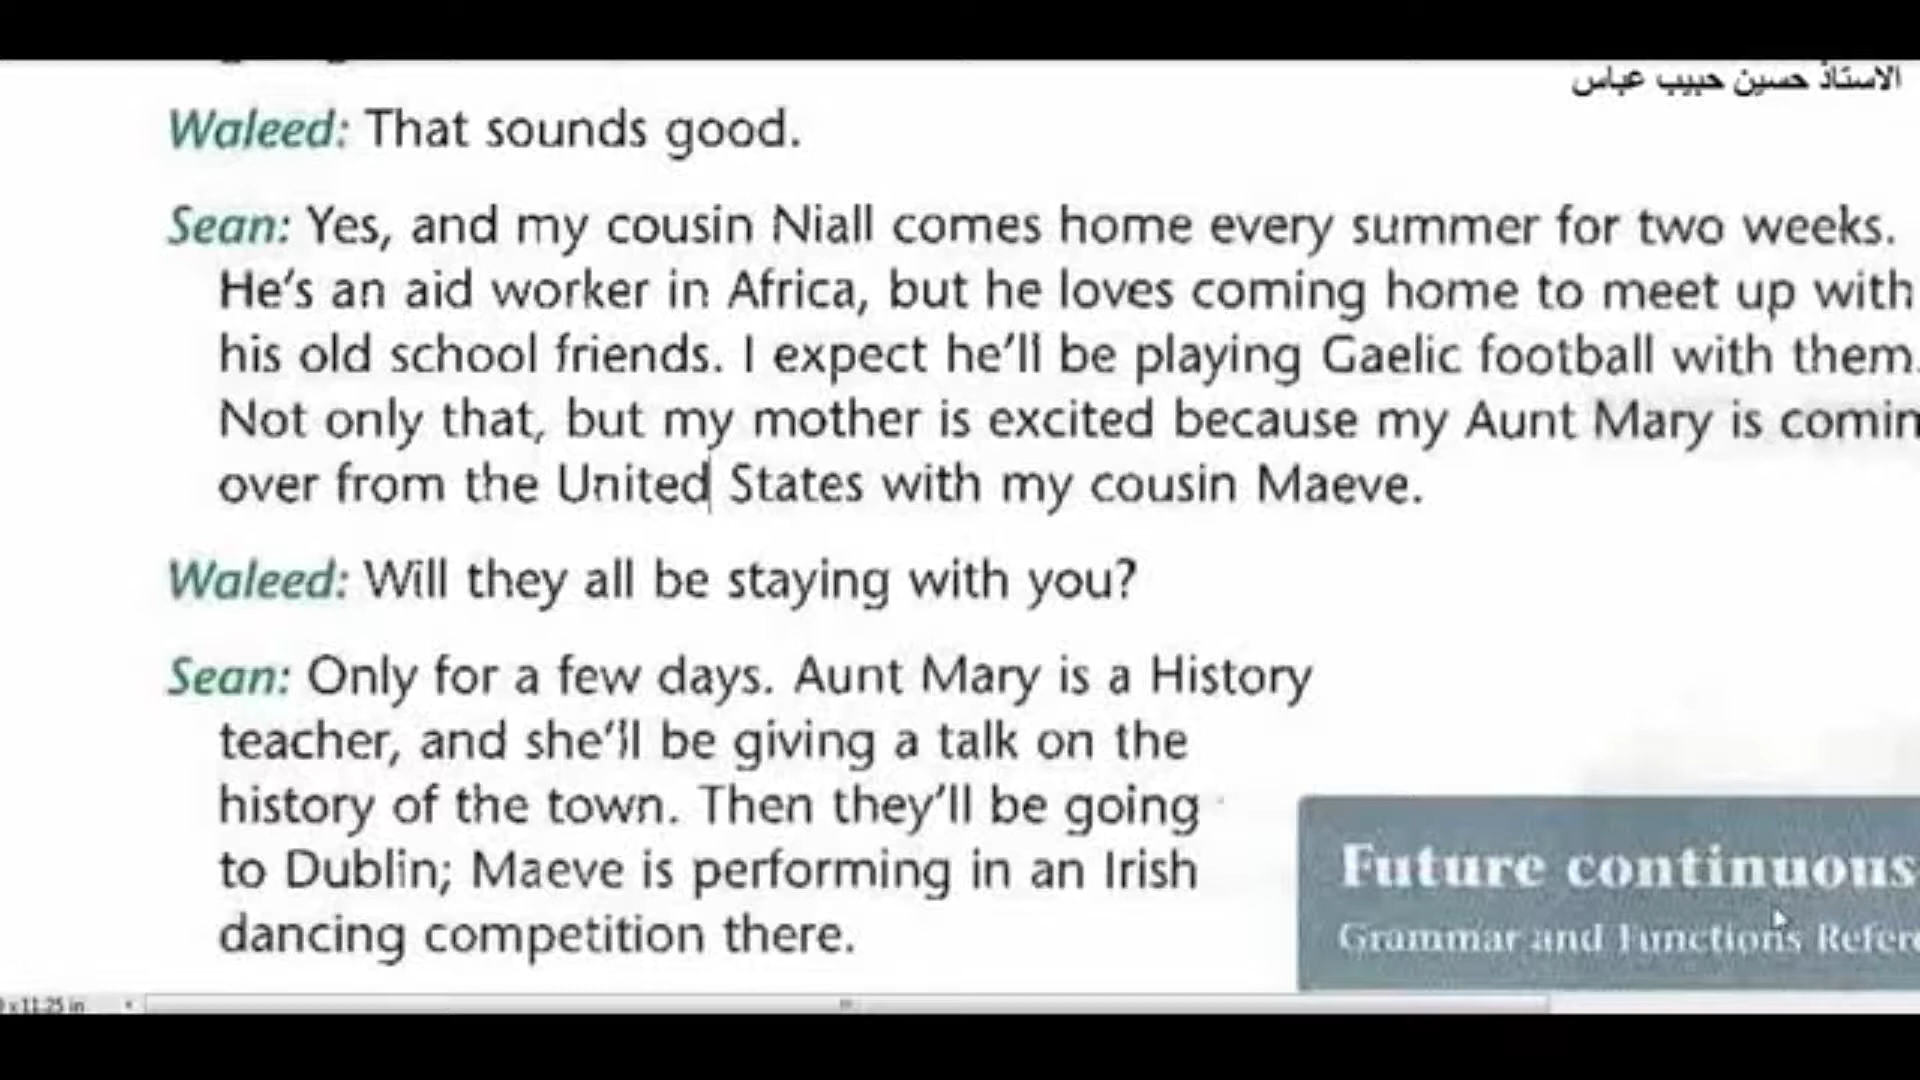 الاستاذ حسين حبيب عباس
Waleed: That sounds good.
Sean: Yes, and my cousin Niall comes home every summer for two weeks.
He's an aid worker in Africa, but he loves coming home to meet up with
his old school friends. I expect he'll be playing Gaelic football with them.
Not only that, but my mother is excited because my Aunt Mary is comin
over from the United States with my cousin Maeve.
Waleed: Will they all be staying with you?
Sean: Only for a few days. Aunt Mary is a History
teacher, and she'll be giving a talk on the
history of the town. Then they'll be going
to Dublin; Maeve is performing in an Irish
dancing competition there.
Future continuous
Grammar and Functions Refere
x 11.25 in